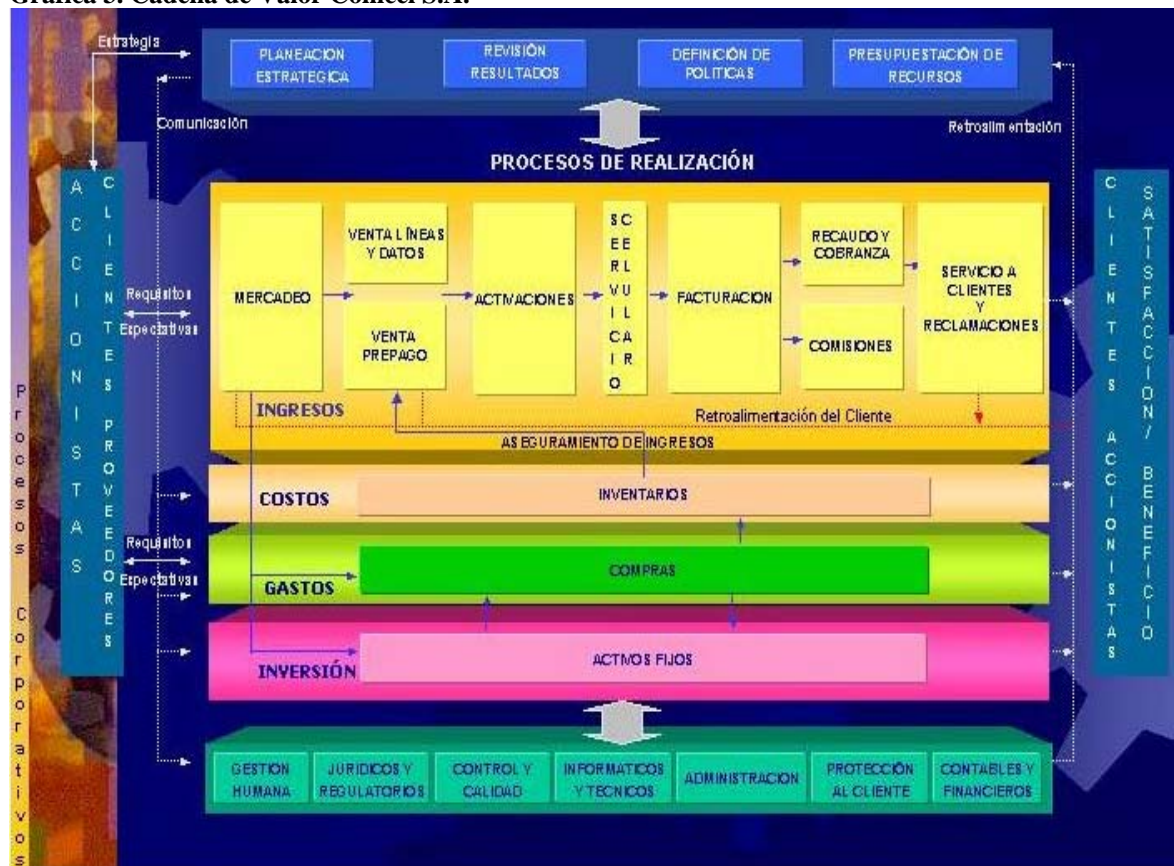 Gráfica 3. Cadena de Valor Comcel S.A.
Estrategia
PLANEACION
ESTRATEGICA
REVISIÓN
RESULTADOS
DEFINICIÓN DE
POLITICAS
PRESUPUESTACIÓN DE
RECURSOS
Comunicación
Retroalimentación
PROCESOS DE REALIZACIÓN
ACCIONISTAS
CLIENTES PROVEEDORES
Requisitos
Expectativas
MERCADEO
VENTA LÍNEAS
Y DATOS
VENTA
PREPAGO
ACTIVACIONES
SERVICIO
CELULAR
FACTURACION
RECAUDO Y
COBRANZA
COMISIONES
SERVICIO A
CLIENTES
Y
RECLAMACIONES
INGRESOS
Retroalimentación del Cliente
ASEGURAMIENTO DE INGRESOS
COSTOS
INVENTARIOS
Requisitos
Expectativas
GASTOS
COMPRAS
INVERSIÓN
ACTIVOS FIJOS
CLIENTES ACCIONISTAS
SATISFACCION/ BENEFICIO
GESTION
HUMANA
JURIDICOS Y
REGULATORIOS
CONTROL Y
CALIDAD
INFORMATICOS
Y TECNICOS
ADMINISTRACION
PROTECCIÓN
AL CLIENTE
CONTABLES Y
FINANCIEROS
Procesos Corporativos